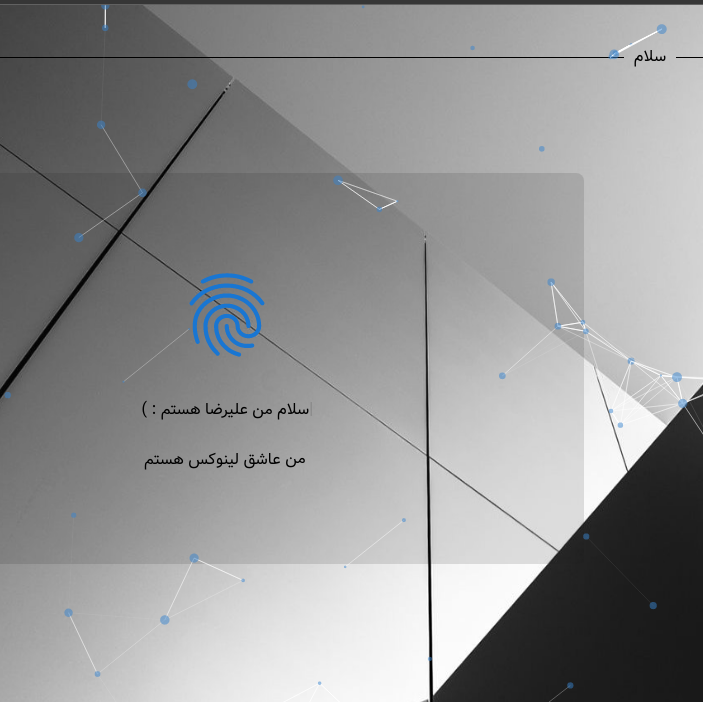 سلام
سلام من علیرضا هستم : )
من عاشق لینوکس هستم